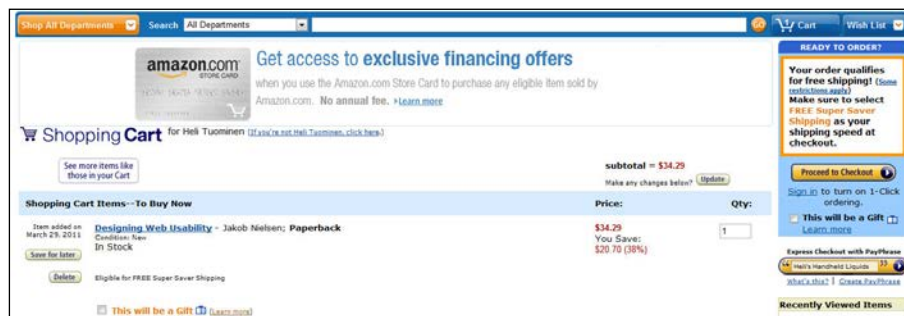 Shop All Departments Search All Departments GO Cart Wish List
amazon.com
STORE CARD
Get access to exclusive financing offers
when you use the Amazon.com Store Card to purchase any eligible item sold by
Amazon.com. No annual fee. Learn more
Shopping Cart for Heli Tuominen (If you're not Heli Tuominen, click here.)
See more items like
those in your Cart
subtotal = $34.29
Make any changes below? Update
Shopping Cart Items--To Buy Now Price: Qty:
Item added on
March 29, 2011
Save for later
Delete
Designing Web Usability - Jakob Nielsen; Paperback
Condition: New
In Stock
Eligible for FREE Super Saver Shipping
This will be a Gift (Learn more)
$34.29
You Save:
$20.70 (38%)
1
READY TO ORDER?
Your order qualifies
for free shipping! (Some
restrictions apply)
Make sure to select
FREE Super Saver
Shipping as your
shipping speed at
checkout.
Proceed to Checkout
Sign in to turn on 1-Click
ordering.
This will be a Gift
Learn more
Express Checkout with PayPhrase
Heli's Handheld Liquids
What's this? | Create PayPhrase
Recently Viewed Items